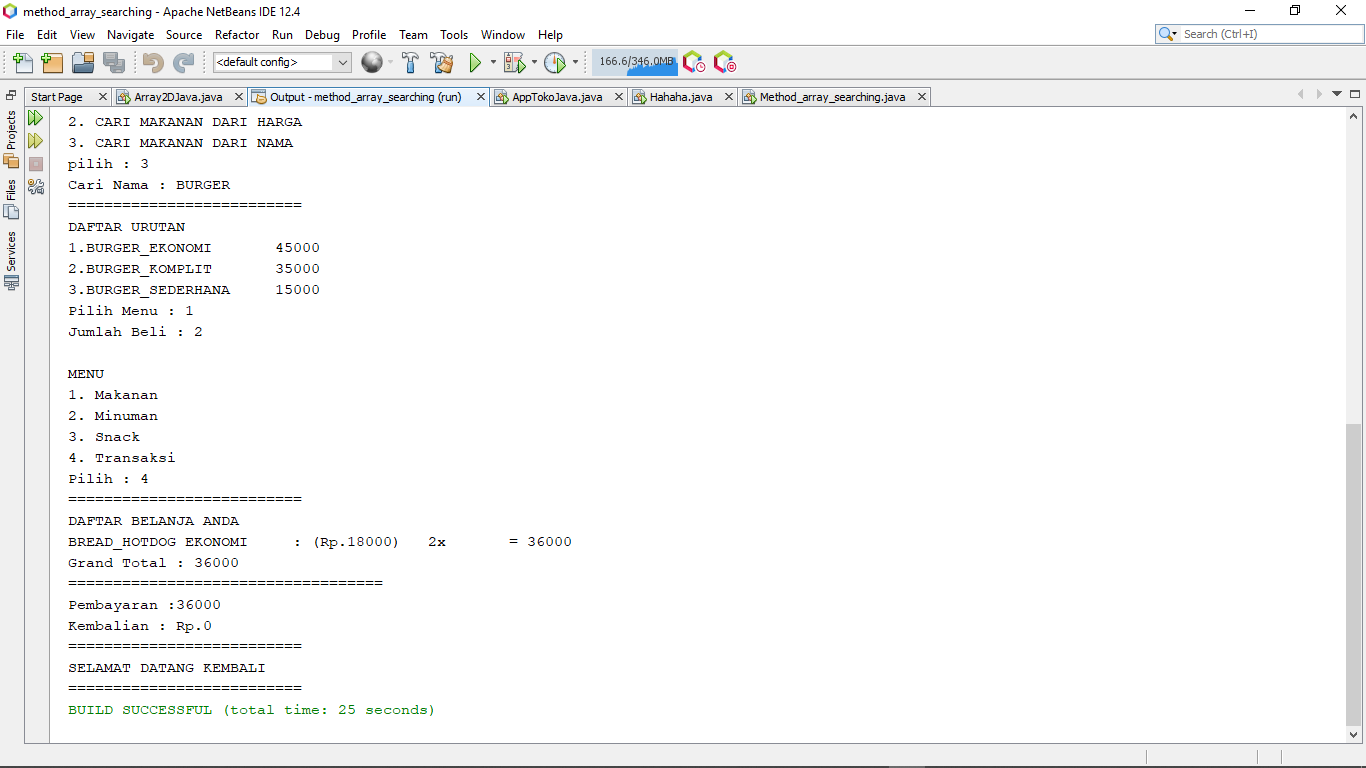 method_array_searching - Apache NetBeans IDE 12.4
File Edit View Navigate Source Refactor Run Debug Profile Team Tools Window Help
Search (Ctrl+I)
<default config>
166.6/346.0MB
Start Page
Array2DJava.java
Output - method_array_searching (run)
AppTokoJava.java
Hahaha.java
Method_array_searching.java
Projects
Files
Services
2. CARI MAKANAN DARI HARGA
3. CARI MAKANAN DARI NAMA
pilih : 3
Cari Nama : BURGER
==========================
DAFTAR URUTAN
1.BURGER_EKONOMI       45000
2.BURGER_KOMPLIT       35000
3.BURGER_SEDERHANA     15000
Pilih Menu : 1
Jumlah Beli : 2
MENU
1. Makanan
2. Minuman
3. Snack
4. Transaksi
Pilih : 4
==========================
DAFTAR BELANJA ANDA
BREAD_HOTDOG EKONOMI     : (Rp.18000)   2x       = 36000
Grand Total : 36000
===================================
Pembayaran :36000
Kembalian : Rp.0
==========================
SELAMAT DATANG KEMBALI
==========================
BUILD SUCCESSFUL (total time: 25 seconds)